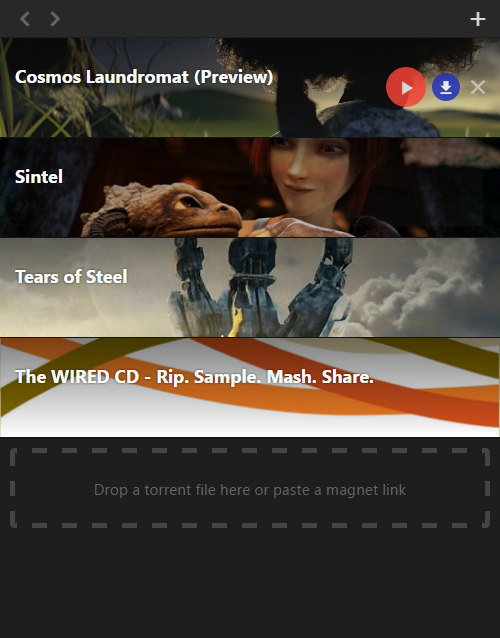 Cosmos Laundromat (Preview)
Sintel
Tears of Steel
The WIRED CD - Rip. Sample. Mash. Share.
Drop a torrent file here or paste a magnet link